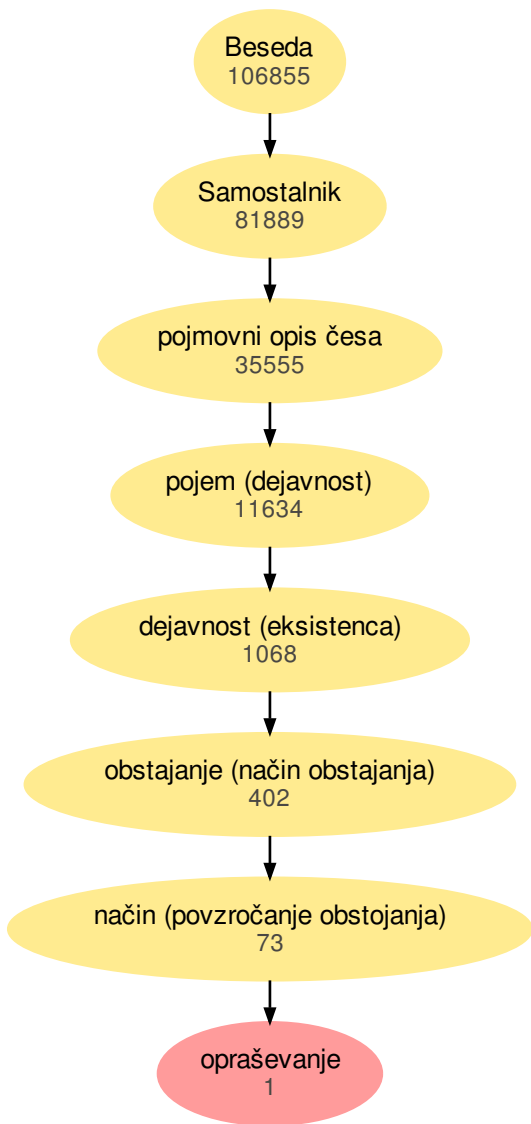 Beseda
106855
Samostalnik
81889
pojmovni opis česa
35555
pojem (dejavnost)
11634
dejavnost (eksistenca)
1068
obstajanje (način obstajanja)
402
način (povzročanje obstojanja)
73
opraševanje
1